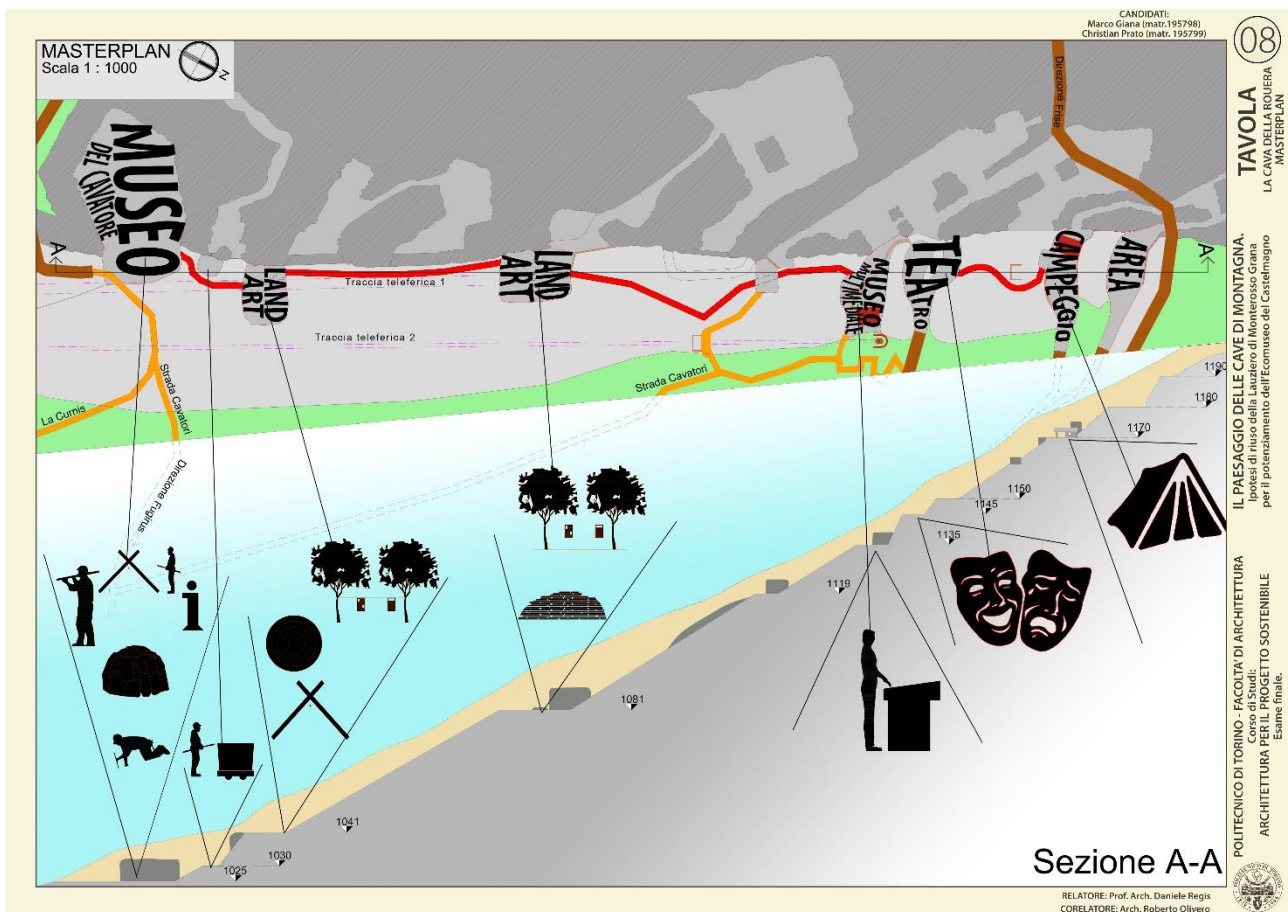 CANDIDATI:
Marco Giana (matr.195798)
Christian Prato (matr. 195799)
MASTERPLAN
Scala 1 : 1000
N
08
TAVOLA
LA CAVA DELLA ROUERA
MASTERPLAN
IL PAESAGGIO DELLE CAVE DI MONTAGNA.
Ipotesi di riuso della Lauziero di Monterosso Grana
per il potenziamento dell'Ecomuseo del Castelmagno
POLITECNICO DI TORINO - FACOLTA' DI ARCHITETTURA
Corso di Studi:
ARCHITETTURA PER IL PROGETTO SOSTENIBILE
Esame finale.
Direzione Frise
MUSEO
DEL CAVATORE
A
LAND
ART
Traccia teleferica 1
Traccia teleferica 2
LAND
ART
MUSEO
MULTIMEDIALE
TEATRO
CAMPEGGIO
AREA
A
La Curnis
Strada Cavatori
Strada Cavatori
Direzione Fugirus
1190
1180
1170
1150
1145
1135
1119
1081
1041
1030
1025
i
Sezione A-A
RELATORE: Prof. Arch. Daniele Regis
CORELATORE: Arch. Roberto Olivero